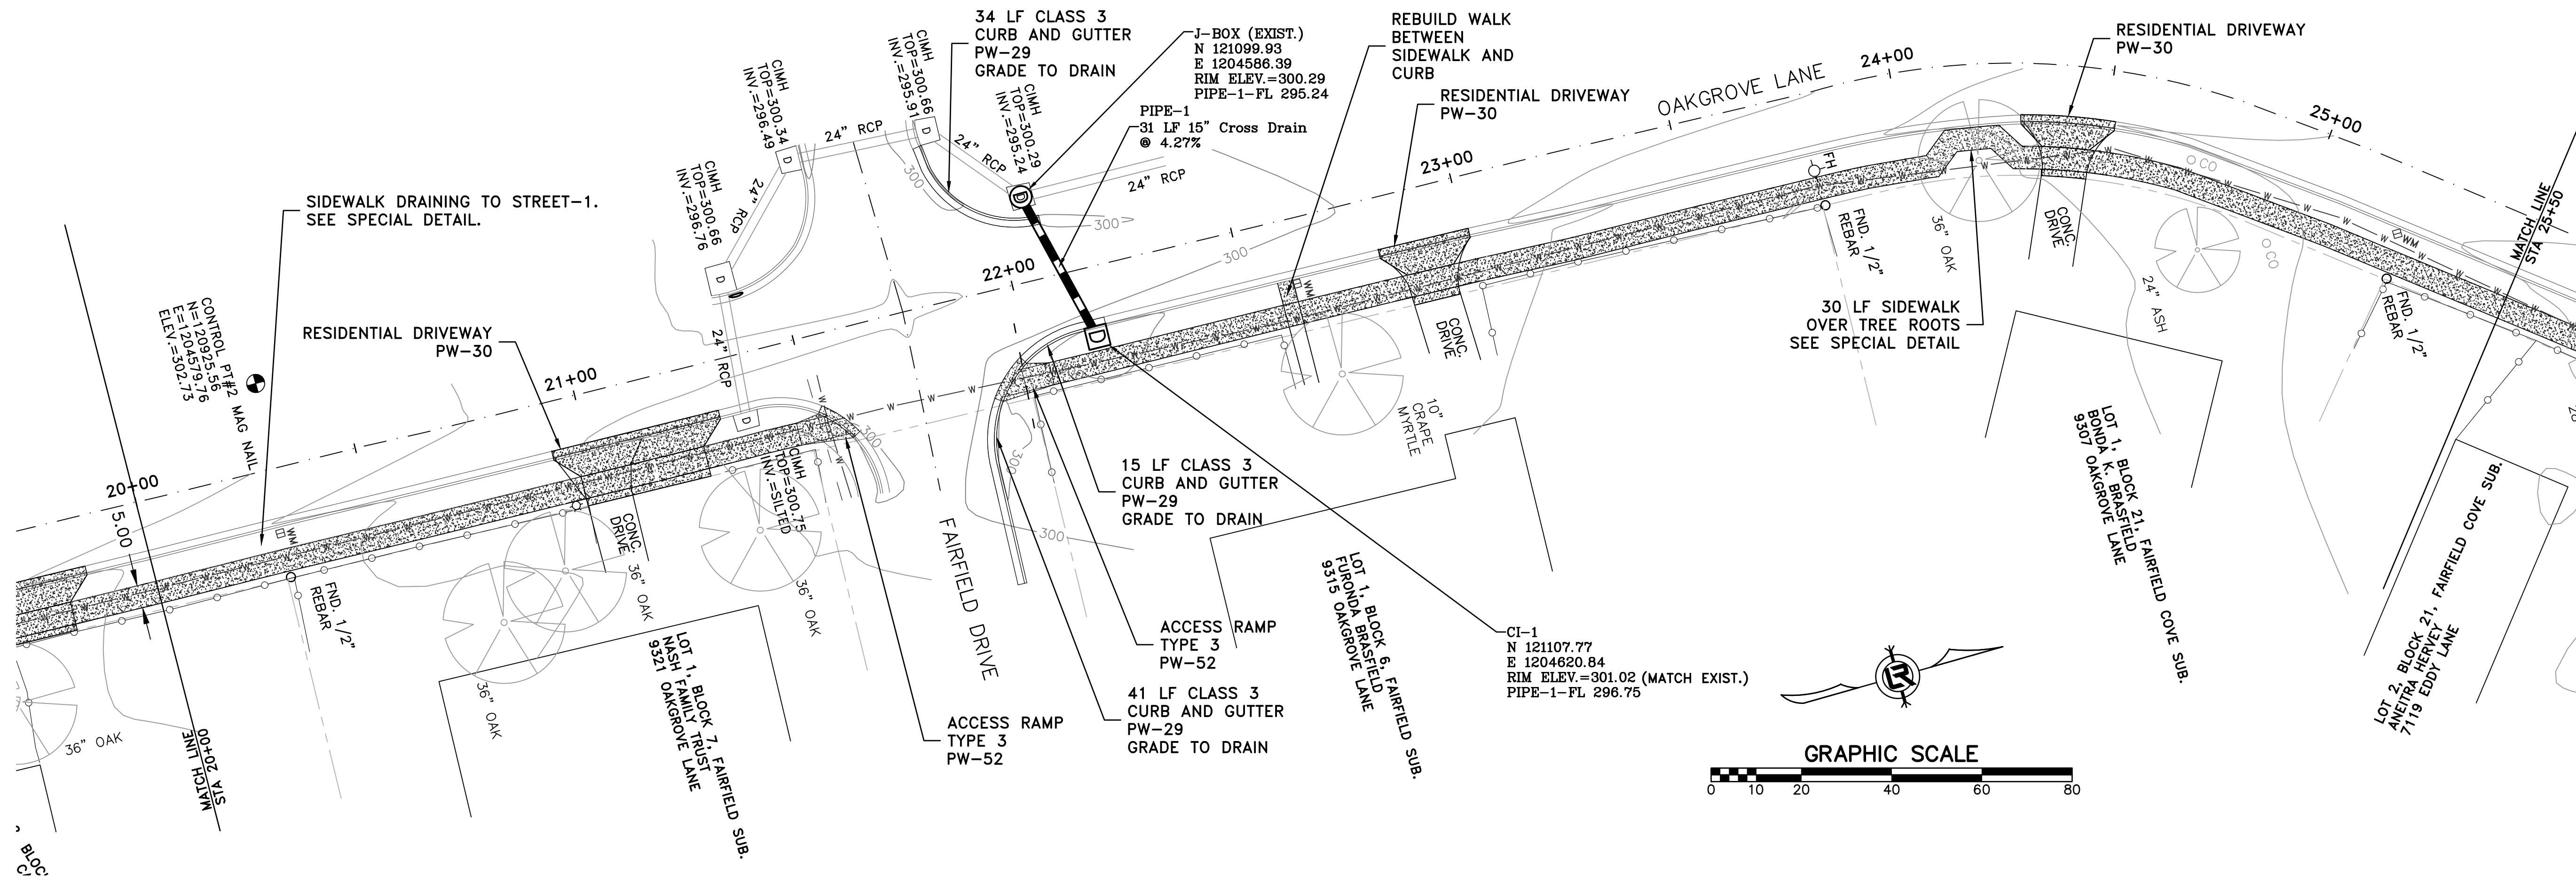 34 LF CLASS 3
CURB AND GUTTER
PW-29
GRADE TO DRAIN
J-BOX (EXIST.)
N 121099.93
E 1204586.39
RIM ELEV.=300.29
PIPE-1-FL 295.24
REBUILD WALK
BETWEEN
SIDEWALK AND
CURB
RESIDENTIAL DRIVEWAY
PW-30
RESIDENTIAL DRIVEWAY
PW-30
PIPE-1
31 LF 15" Cross Drain
@ 4.27%
OAKGROVE LANE
24+00
25+00
23+00
22+00
21+00
20+00
CIMH
TOP=300.66
INV.=295.91
CIMH
TOP=300.34
INV.=296.49
CIMH
TOP=300.29
INV.=295.24
CIMH
TOP=300.66
INV.=296.76
24" RCP
24" RCP
24" RCP
24" RCP
24" RCP
D
D
D
D
D
D
300
300
300
300
300
300
SIDEWALK DRAINING TO STREET-1.
SEE SPECIAL DETAIL.
CONTROL PT#2 MAG NAIL
N=120925.56
E=1204579.76
ELEV.=302.73
RESIDENTIAL DRIVEWAY
PW-30
5.00
WM
FND. 1/2"
REBAR
CONC.
DRIVE
36" OAK
36" OAK
36" OAK
36" OAK
CIMH
TOP=300.75
INV.=SILTED
FAIRFIELD DRIVE
MATCH LINE
STA 20+00
LOT 1, BLOCK 7, FAIRFIELD SUB.
NASH FAMILY TRUST
9321 OAKGROVE LANE
ACCESS RAMP
TYPE 3
PW-52
15 LF CLASS 3
CURB AND GUTTER
PW-29
GRADE TO DRAIN
ACCESS RAMP
TYPE 3
PW-52
41 LF CLASS 3
CURB AND GUTTER
PW-29
GRADE TO DRAIN
WM
CONC.
DRIVE
10"
CRAPE
MYRTLE
LOT 1, BLOCK 6, FAIRFIELD SUB.
FURONDA BRASFIELD
9315 OAKGROVE LANE
CI-1
N 121107.77
E 1204620.84
RIM ELEV.=301.02 (MATCH EXIST.)
PIPE-1-FL 296.75
FH
FND. 1/2"
REBAR
36" OAK
30 LF SIDEWALK
OVER TREE ROOTS
SEE SPECIAL DETAIL
CONC.
DRIVE
24" ASH
CO
CO
WM
FND. 1/2"
REBAR
MATCH LINE
STA 25+50
LOT 1, BLOCK 21, FAIRFIELD COVE SUB.
BONDA K. BRASFIELD
9307 OAKGROVE LANE
LOT 2, BLOCK 21, FAIRFIELD COVE SUB.
ANEITRA HERVEY
7119 EDDY LANE
LR
GRAPHIC SCALE
0 10 20 40 60 80